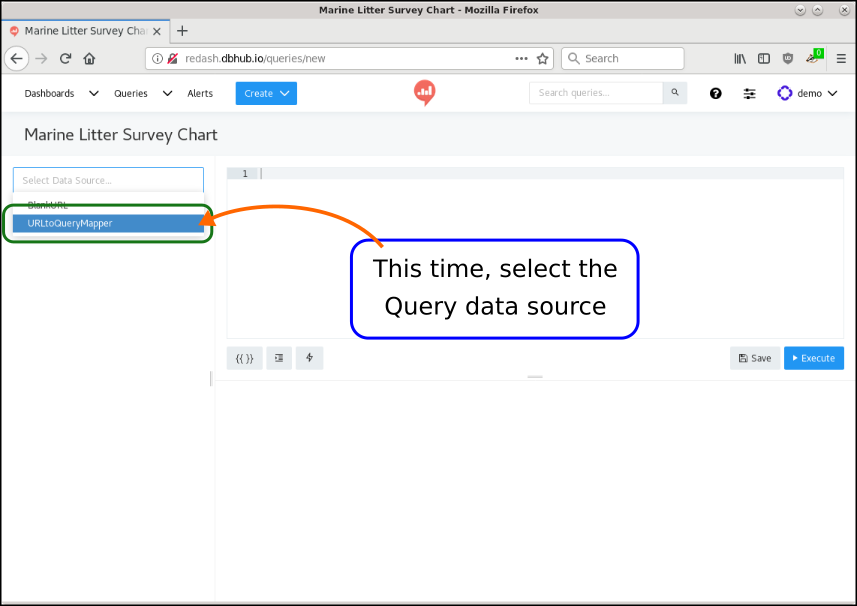 Marine Litter Survey Chart - Mozilla Firefox
Marine Litter Survey Cha
redash.dbhub.io/queries/new
Search
0
Dashboards Queries Alerts Create Search queries... demo
Marine Litter Survey Chart
Select Data Source...
1
BlankURL
URLtoQueryMapper
This time, select the
Query data source
{{ }} Save Execute